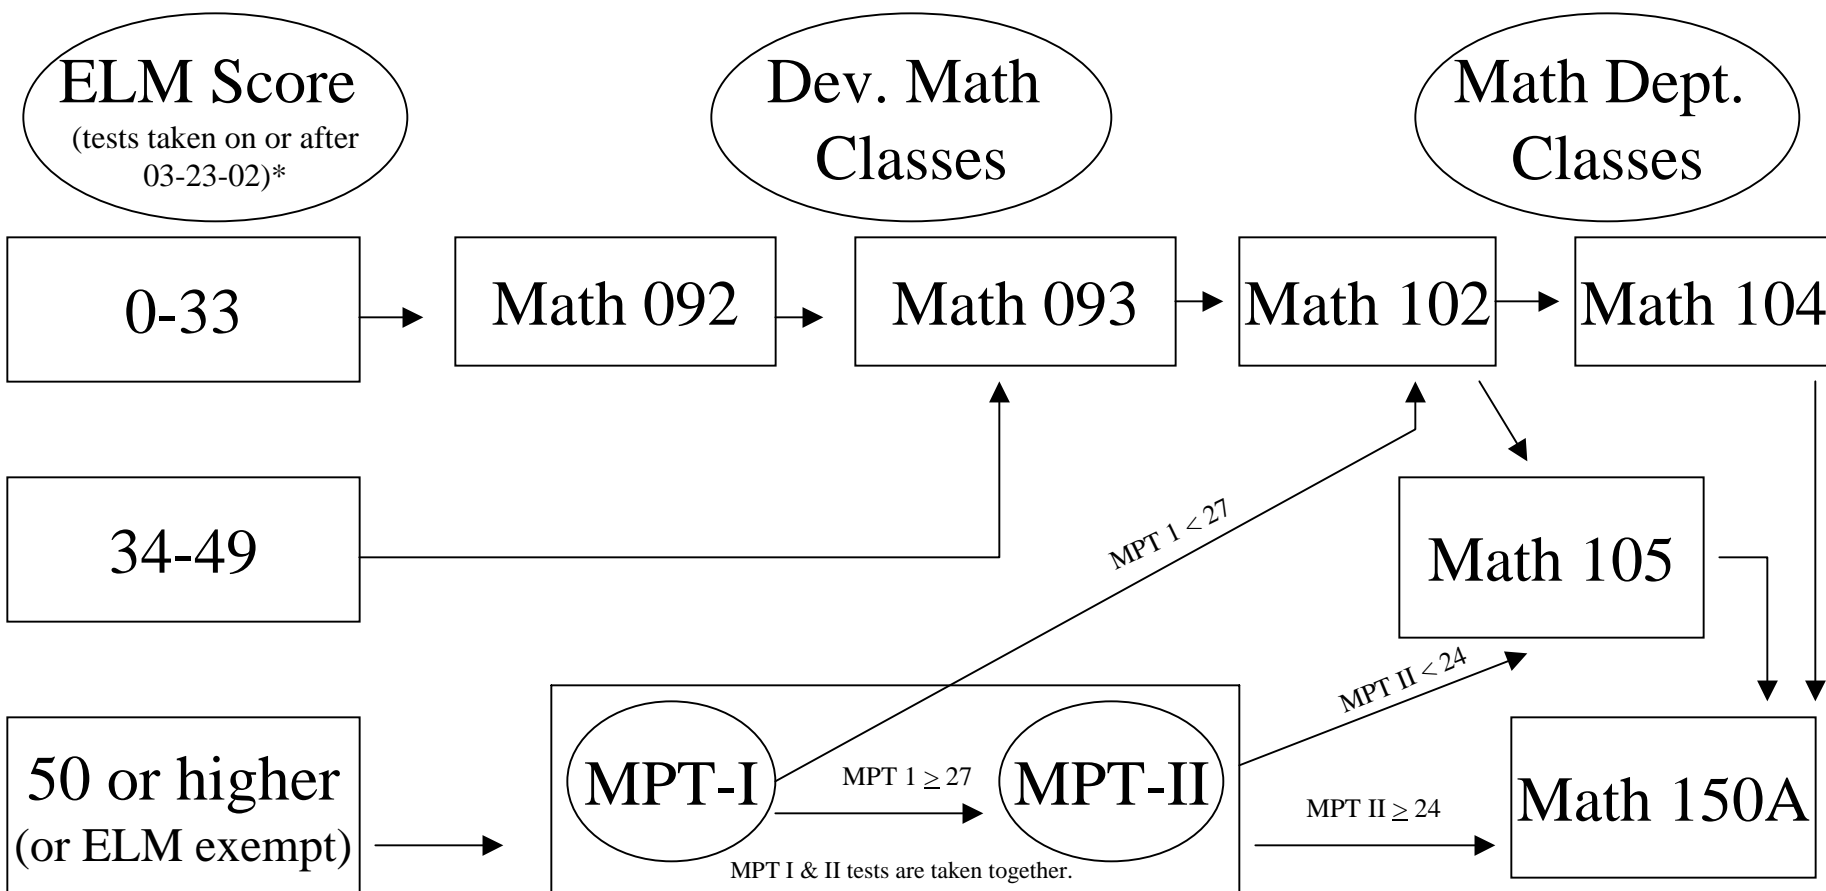 ELM Score
(tests taken on or after
03-23-02)*
Dev. Math
Classes
Math Dept.
Classes
0-33
Math 092
Math 093
Math 102
Math 104
34-49
MPT 1 < 27
Math 105
MPT II < 24
50 or higher
(or ELM exempt)
MPT-I
MPT 1 ≥ 27
MPT-II
MPT I & II tests are taken together.
MPT II ≥ 24
Math 150A